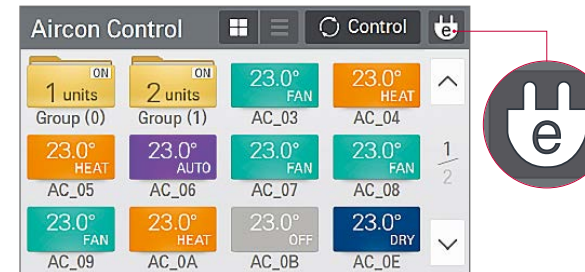 Aircon Control
Control
e
ON
1 units
Group (0)
ON
2 units
Group (1)
23.0°
FAN
AC_03
23.0°
HEAT
AC_04
23.0°
HEAT
AC_05
23.0°
AUTO
AC_06
23.0°
FAN
AC_07
23.0°
FAN
AC_08
1
2
23.0°
FAN
AC_09
23.0°
HEAT
AC_0A
23.0°
OFF
AC_0B
23.0°
DRY
AC_0E
e